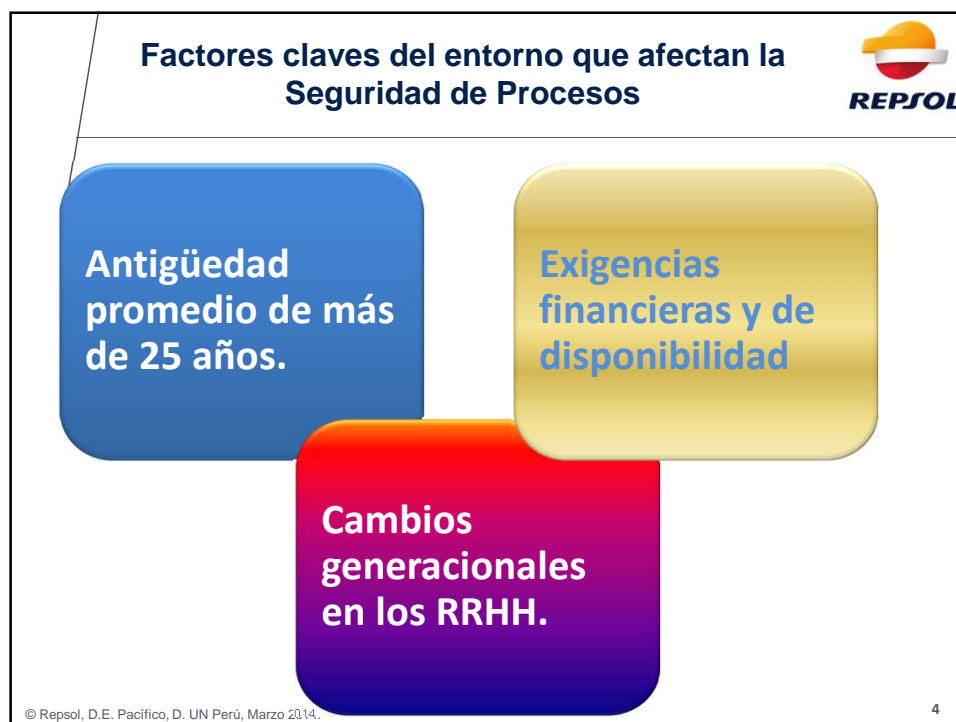 Factores claves del entorno que afectan la
Seguridad de Procesos
REPSOL
Antigüedad
promedio de más
de 25 años.
Exigencias
financieras y de
disponibilidad
Cambios
generacionales
en los RRHH.
© Repsol, D.E. Pacífico, D. UN Perú, Marzo 2014.
4